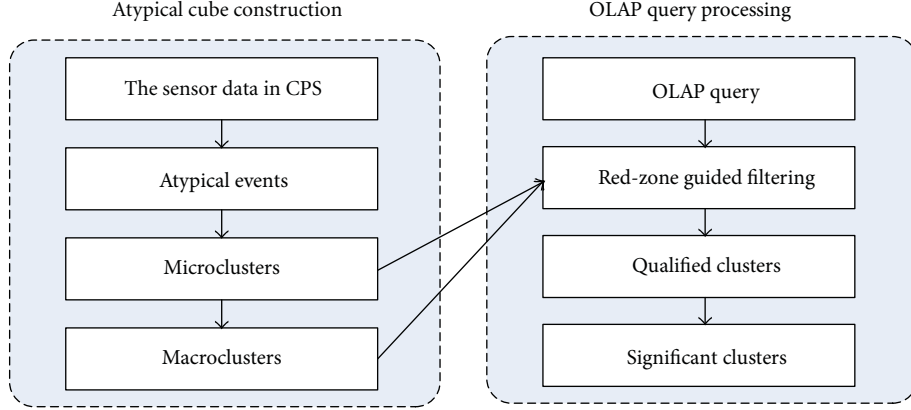 Atypical cube construction
The sensor data in CPS
Atypical events
Microclusters
Macroclusters
OLAP query processing
OLAP query
Red-zone guided filtering
Qualified clusters
Significant clusters